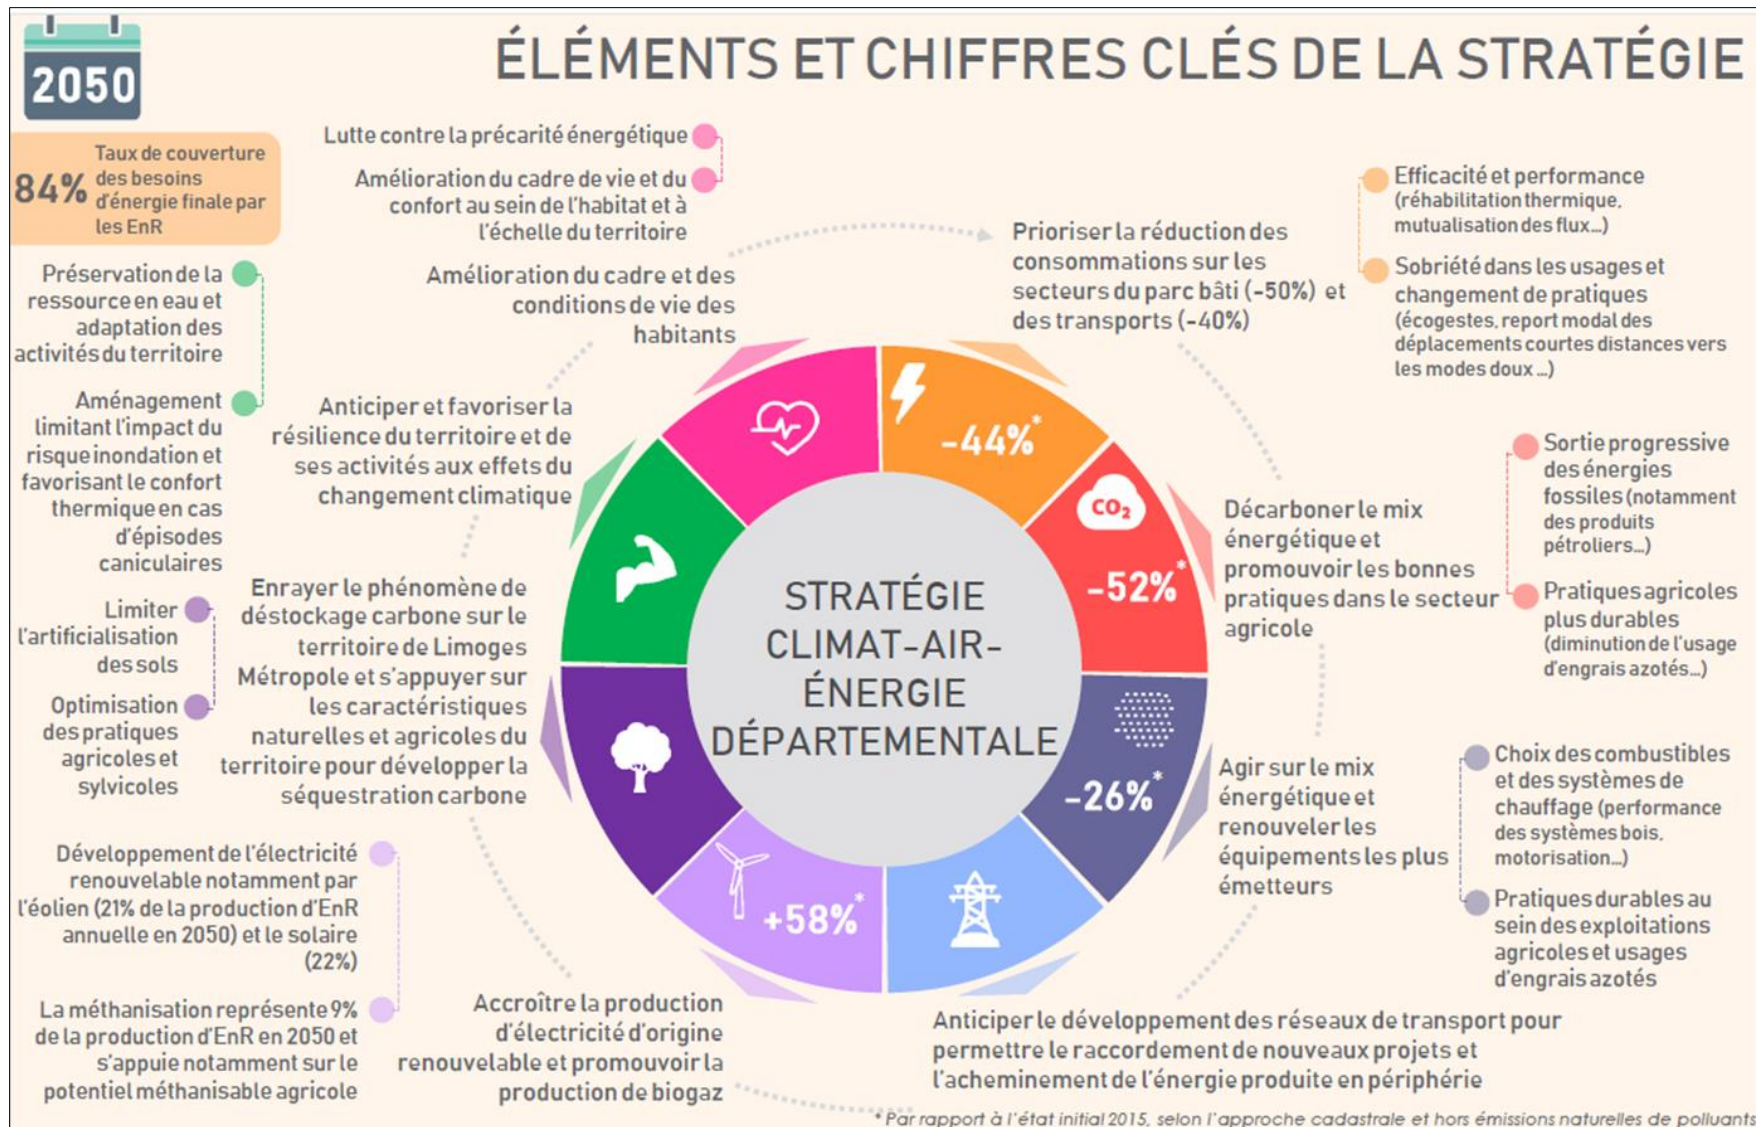 2050
ÉLÉMENTS ET CHIFFRES CLÉS DE LA STRATÉGIE
84%
Taux de couverture
des besoins
d'énergie finale par
les EnR
Lutte contre la précarité énergétique
Amélioration du cadre de vie et du
confort au sein de l'habitat et à
l'échelle du territoire
Amélioration du cadre et des
conditions de vie des
habitants
Prioriser la réduction des
consommations sur les
secteurs du parc bâti (-50%) et
des transports (-40%)
Efficacité et performance
(réhabilitation thermique,
mutualisation des flux…)
Sobriété dans les usages et
changement de pratiques
(écogestes, report modal des
déplacements courtes distances vers
les modes doux …)
Préservation de la
ressource en eau et
adaptation des
activités du territoire
Aménagement
limitant l'impact du
risque inondation et
favorisant le confort
thermique en cas
d'épisodes
caniculaires
Anticiper et favoriser la
résilience du territoire et de
ses activités aux effets du
changement climatique
-44%*
CO₂
-52%*
Décarboner le mix
énergétique et
promouvoir les bonnes
pratiques dans le secteur
agricole
Sortie progressive
des énergies
fossiles (notamment
des produits
pétroliers…)
Pratiques agricoles
plus durables
(diminution de l'usage
d'engrais azotés…)
STRATÉGIE
CLIMAT-AIR-
ÉNERGIE
DÉPARTEMENTALE
Limiter
l'artificialisation
des sols
Optimisation
des pratiques
agricoles et
sylvicoles
Enrayer le phénomène de
déstockage carbone sur le
territoire de Limoges
Métropole et s'appuyer sur
les caractéristiques
naturelles et agricoles du
territoire pour développer la
séquestration carbone
-26%*
Agir sur le mix
énergétique et
renouveler les
équipements les plus
émetteurs
Choix des combustibles
et des systèmes de
chauffage (performance
des systèmes bois,
motorisation…)
Pratiques durables au
sein des exploitations
agricoles et usages
d'engrais azotés
Développement de l'électricité
renouvelable notamment par
l'éolien (21% de la production d'EnR
annuelle en 2050) et le solaire
(22%)
La méthanisation représente 9%
de la production d'EnR en 2050 et
s'appuie notamment sur le
potentiel méthanisable agricole
+58%*
Accroître la production
d'électricité d'origine
renouvelable et promouvoir la
production de biogaz
Anticiper le développement des réseaux de transport pour
permettre le raccordement de nouveaux projets et
l'acheminement de l'énergie produite en périphérie
* Par rapport à l'état initial 2015, selon l'approche cadastrale et hors émissions naturelles de polluants